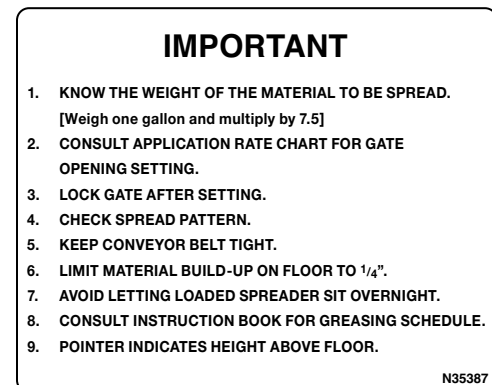 IMPORTANT
1. KNOW THE WEIGHT OF THE MATERIAL TO BE SPREAD.
[Weigh one gallon and multiply by 7.5]
2. CONSULT APPLICATION RATE CHART FOR GATE
OPENING SETTING.
3. LOCK GATE AFTER SETTING.
4. CHECK SPREAD PATTERN.
5. KEEP CONVEYOR BELT TIGHT.
6. LIMIT MATERIAL BUILD-UP ON FLOOR TO 1/4”.
7. AVOID LETTING LOADED SPREADER SIT OVERNIGHT.
8. CONSULT INSTRUCTION BOOK FOR GREASING SCHEDULE.
9. POINTER INDICATES HEIGHT ABOVE FLOOR.
N35387